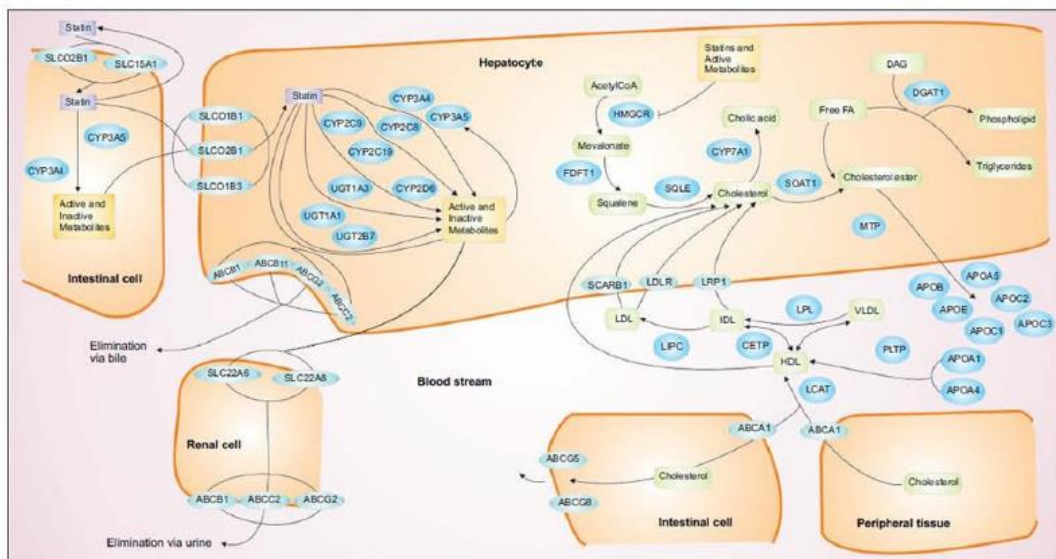 Statin
SLCO2B1
SLC15A1
Statin
CYP3A5
CYP3A4
Active and
Inactive
Metabolites
Intestinal cell
Hepatocyte
SLCO1B1
SLCO2B1
SLCO1B3
Statin
CYP3A4
CYP3A5
CYP2C9
CYP2C8
CYP2C19
UGT1A3
CYP2D6
UGT1A1
UGT2B7
Active and
Inactive
Metabolites
ABCB1
ABCB11
ABCG2
ABCC2
Elimination
via bile
Statins and
Active
Metabolites
AcetylCoA
HMGCR
Mevalonate
FDFT1
Squalene
SQLE
Cholic acid
CYP7A1
Cholesterol
SOAT1
DAG
DGAT1
Free FA
Phospholipid
Triglycerides
Cholesterol ester
MTP
SCARB1
LDLR
LRP1
LDL
IDL
LPL
VLDL
LIPC
CETP
HDL
PLTP
APOB
APOA5
APOE
APOC2
APOC1
APOC3
APOA1
APOA4
LCAT
Blood stream
SLC22A6
SLC22A8
Renal cell
ABCB1
ABCC2
ABCG2
Elimination via urine
ABCA1
ABCG5
Cholesterol
ABCG8
Intestinal cell
ABCA1
Cholesterol
Peripheral tissue